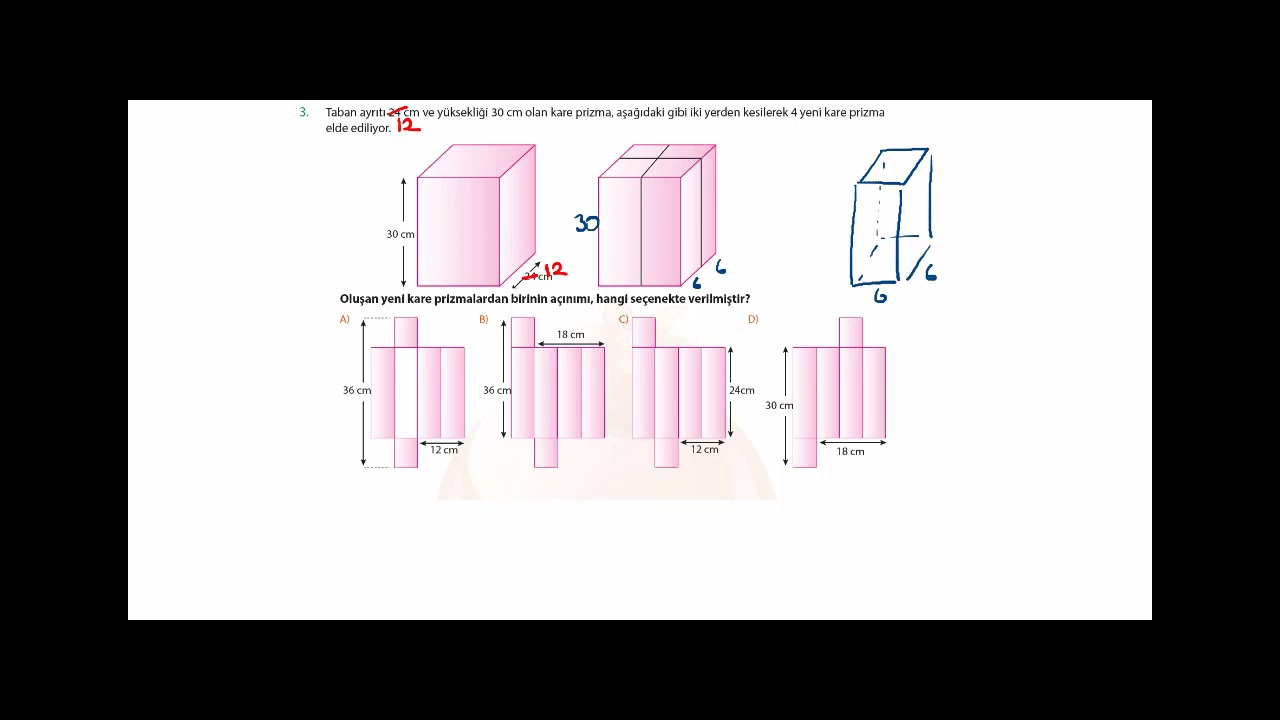 3. Taban ayrıtı 24 cm ve yüksekliği 30 cm olan kare prizma, aşağıdaki gibi iki yerden kesilerek 4 yeni kare prizma
elde ediliyor. 12
30 cm
24 cm 12
30
6
6
6
6
Oluşan yeni kare prizmalardan birinin açınımı, hangi seçenekte verilmiştir?
A) B) C) D)
36 cm
12 cm
36 cm
18 cm
24cm
12 cm
30 cm
18 cm